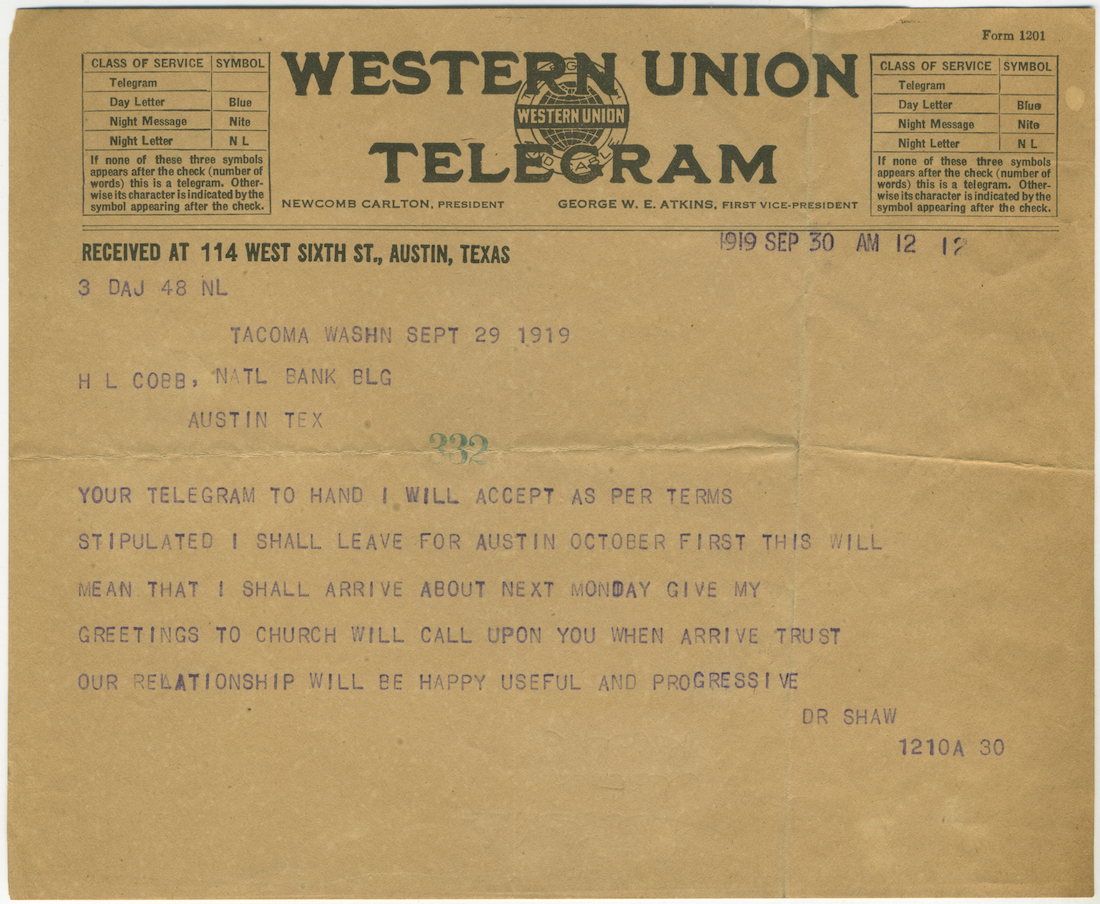 Form 1201
CLASS OF SERVICE SYMBOL
Telegram
Day Letter Blue
Night Message Nite
Night Letter N L
If none of these three symbols
appears after the check (number of
words) this is a telegram. Other-
wise its character is indicated by the
symbol appearing after the check.
WESTERN UNION
WESTERN UNION
TELEGRAM
NEWCOMB CARLTON, PRESIDENT GEORGE W. E. ATKINS, FIRST VICE-PRESIDENT
CLASS OF SERVICE SYMBOL
Telegram
Day Letter Blue
Night Message Nite
Night Letter N L
If none of these three symbols
appears after the check (number of
words) this is a telegram. Other-
wise its character is indicated by the
symbol appearing after the check.
RECEIVED AT 114 WEST SIXTH ST., AUSTIN, TEXAS
1919 SEP 30 AM 12 12
3 DAJ 48 NL
TACOMA WASHN SEPT 29 1919
H L COBB, NATL BANK BLG
AUSTIN TEX
332
YOUR TELEGRAM TO HAND I WILL ACCEPT AS PER TERMS
STIPULATED I SHALL LEAVE FOR AUSTIN OCTOBER FIRST THIS WILL
MEAN THAT I SHALL ARRIVE ABOUT NEXT MONDAY GIVE MY
GREETINGS TO CHURCH WILL CALL UPON YOU WHEN ARRIVE TRUST
OUR RELATIONSHIP WILL BE HAPPY USEFUL AND PROGRESSIVE
DR SHAW
1210A 30